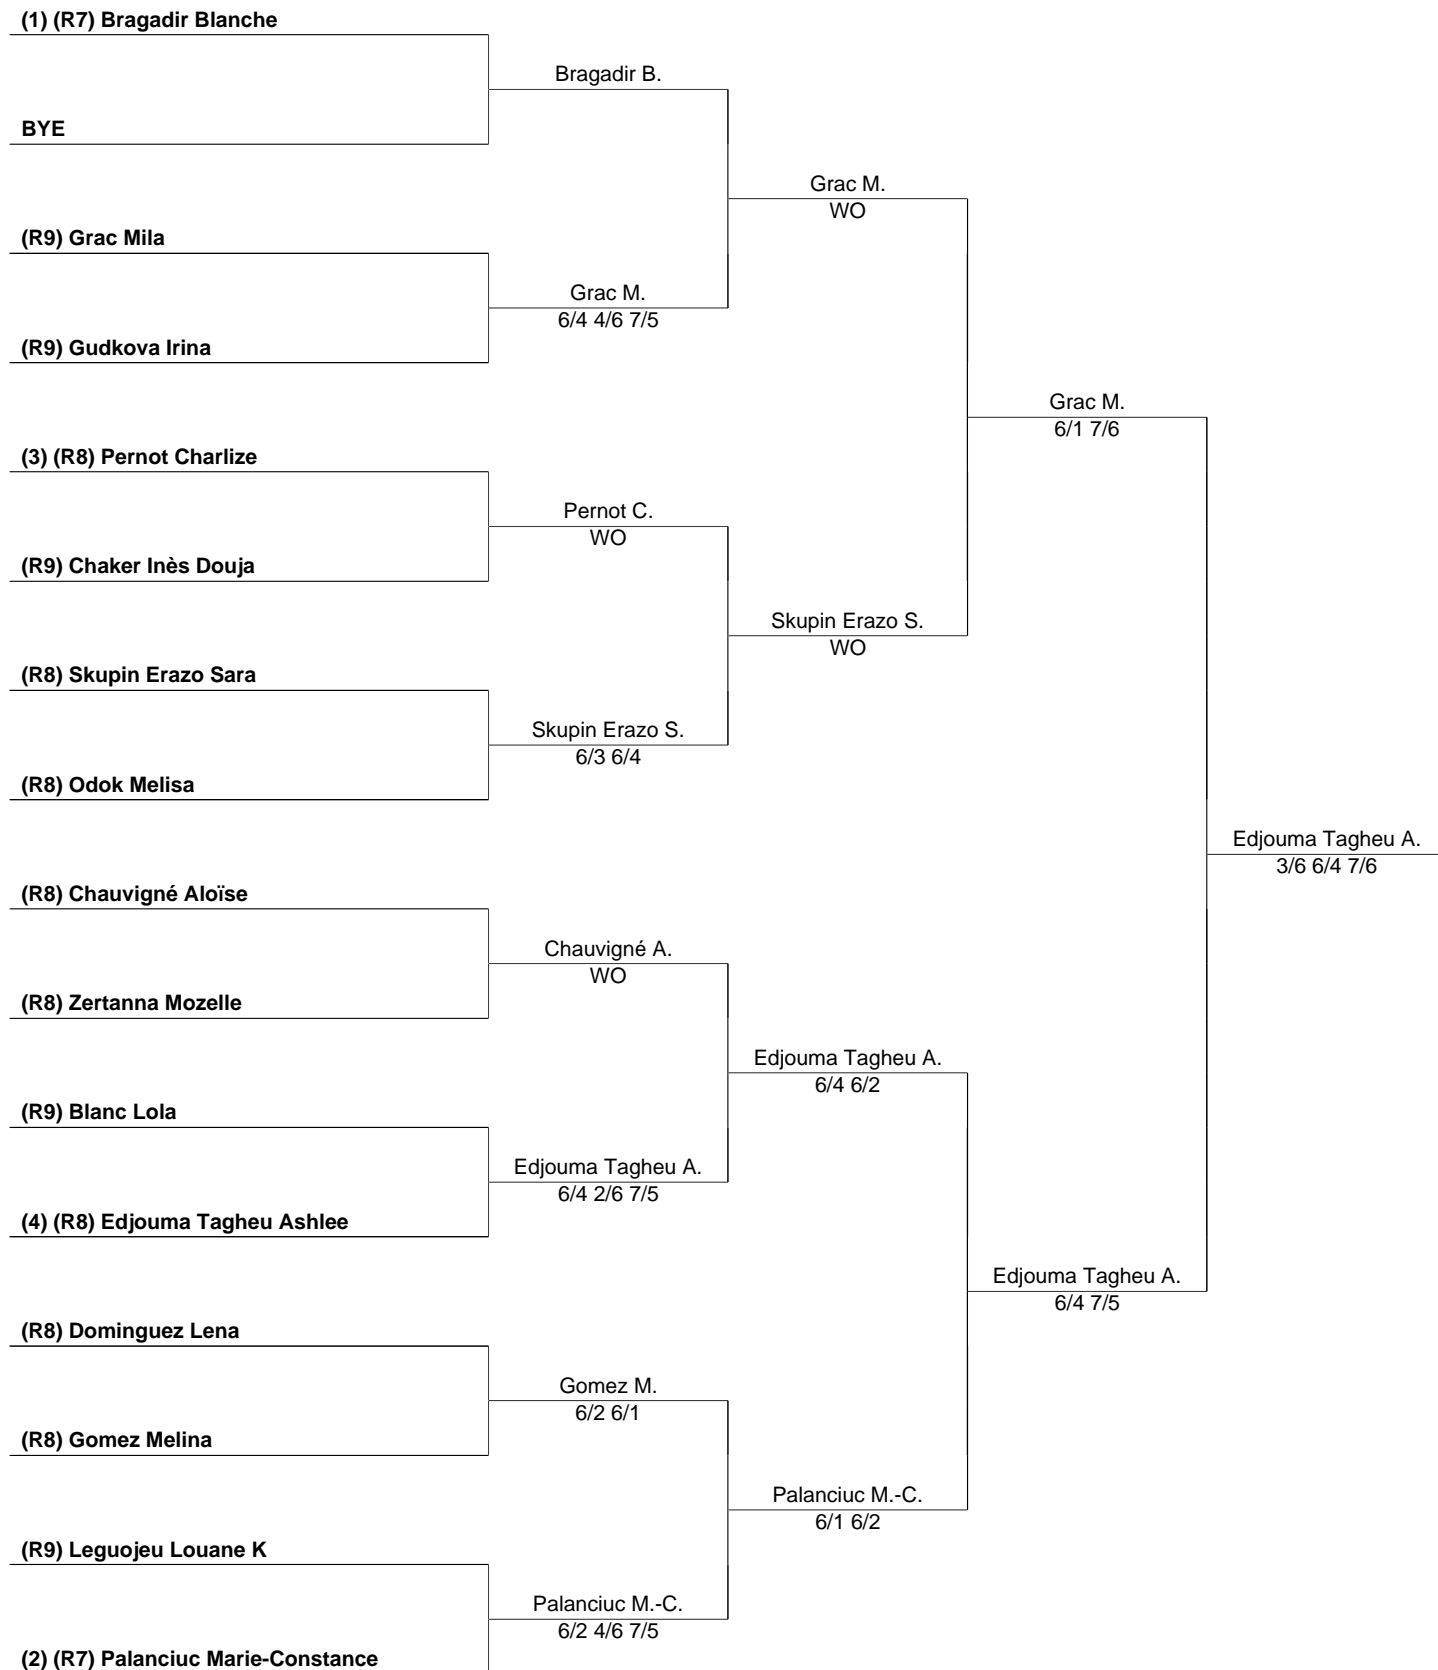 (1) (R7) Bragadir Blanche
Bragadir B.
BYE
Grac M.
WO
(R9) Grac Mila
Grac M.
6/4 4/6 7/5
(R9) Gudkova Irina
Grac M.
6/1 7/6
(3) (R8) Pernot Charlize
Pernot C.
WO
(R9) Chaker Inès Douja
Skupin Erazo S.
WO
(R8) Skupin Erazo Sara
Skupin Erazo S.
6/3 6/4
(R8) Odok Melisa
Edjouma Tagheu A.
3/6 6/4 7/6
(R8) Chauvigné Aloïse
Chauvigné A.
WO
(R8) Zertanna Mozelle
Edjouma Tagheu A.
6/4 6/2
(R9) Blanc Lola
Edjouma Tagheu A.
6/4 2/6 7/5
(4) (R8) Edjouma Tagheu Ashlee
Edjouma Tagheu A.
6/4 7/5
(R8) Dominguez Lena
Gomez M.
6/2 6/1
(R8) Gomez Melina
Palanciuc M.-C.
6/1 6/2
(R9) Leguojeu Louane K
Palanciuc M.-C.
6/2 4/6 7/5
(2) (R7) Palanciuc Marie-Constance